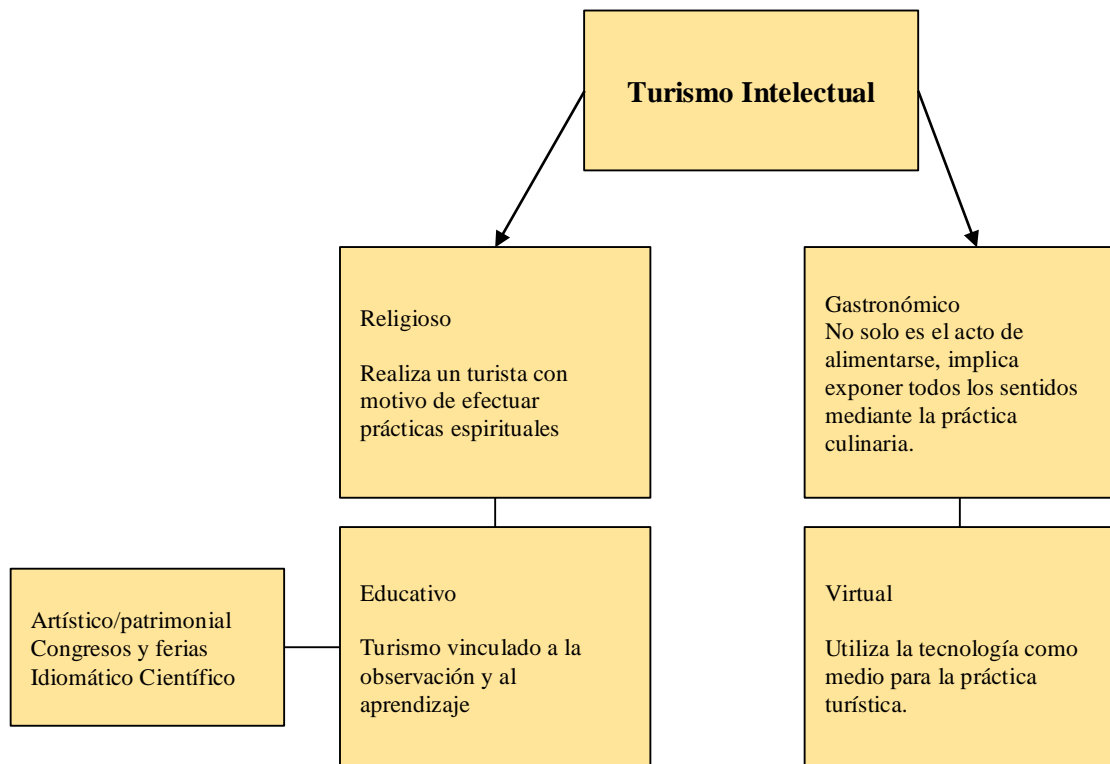 Turismo Intelectual
Religioso
Realiza un turista con
motivo de efectuar
prácticas espirituales
Gastronómico
No solo es el acto de
alimentarse, implica
exponer todos los sentidos
mediante la práctica
culinaria.
Artístico/patrimonial
Congresos y ferias
Idiomático Científico
Educativo
Turismo vinculado a la
observación y al
aprendizaje
Virtual
Utiliza la tecnología como
medio para la práctica
turística.